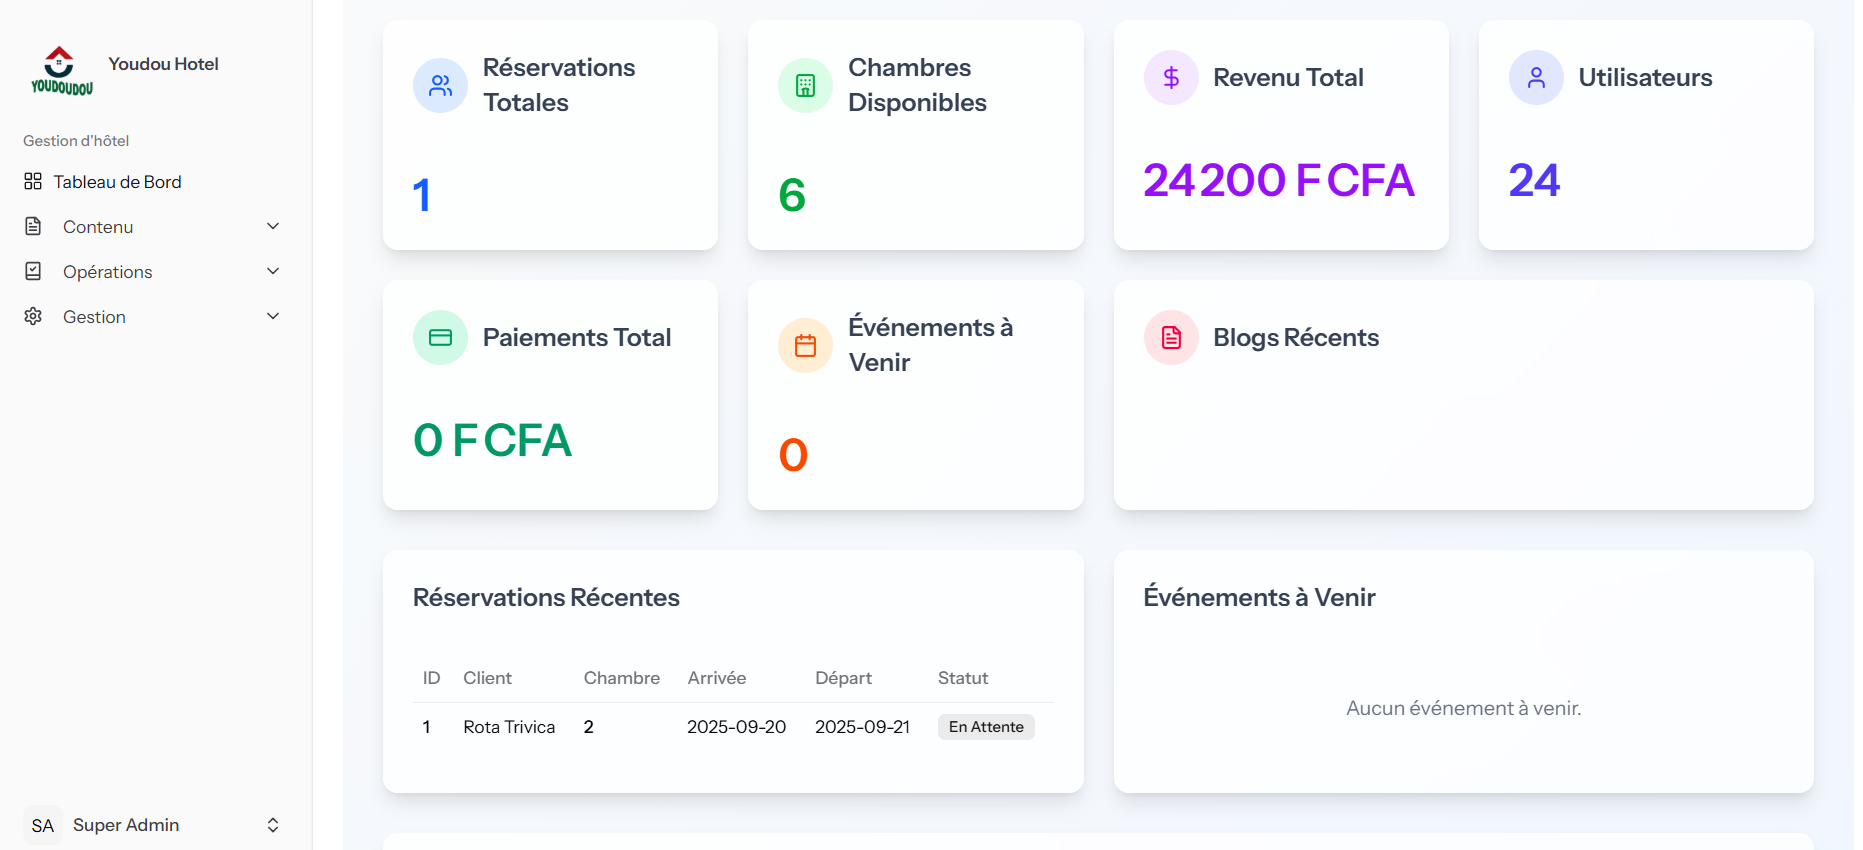 YOUDOUDOU
Youdou Hotel
Gestion d'hôtel
Tableau de Bord
Contenu
Opérations
Gestion
SA Super Admin
Réservations
Totales
1
Chambres
Disponibles
6
Revenu Total
24 200 F CFA
Utilisateurs
24
Paiements Total
0 F CFA
Événements à
Venir
0
Blogs Récents
Réservations Récentes
ID Client Chambre Arrivée Départ Statut
1 Rota Trivica 2 2025-09-20 2025-09-21 En Attente
Événements à Venir
Aucun événement à venir.